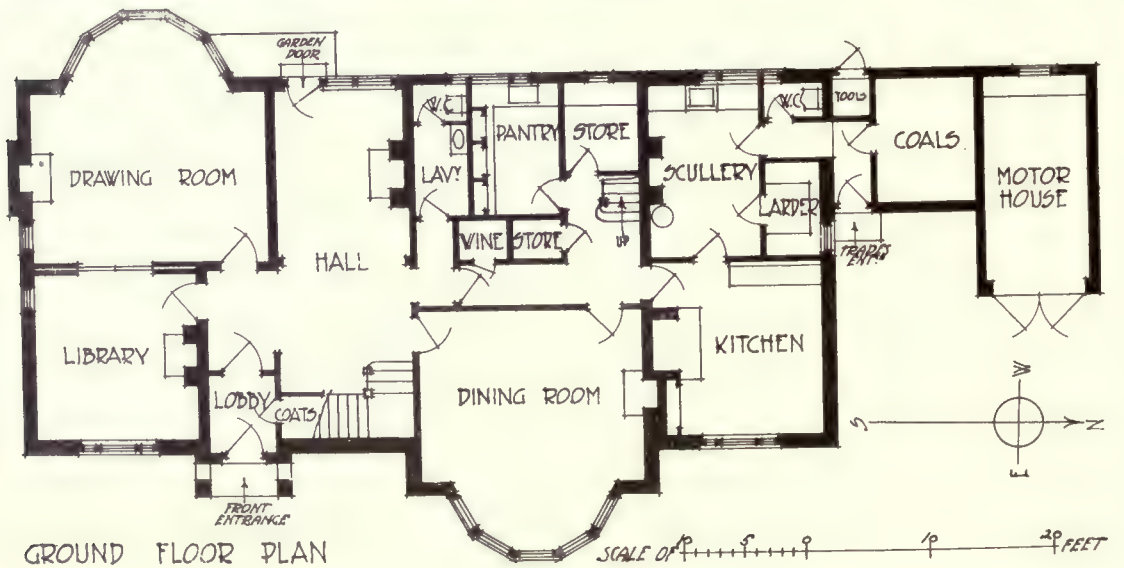 GARDEN
DOOR
W.C.
PANTRY
STORE
W.C.
TOOLS
COALS
DRAWING ROOM
LAVY.
SCULLERY
LARDER
MOTOR
HOUSE
UP
WINE
STORE
HALL
TRADES
ENT.
LIBRARY
KITCHEN
LOBBY
COATS
DINING ROOM
W
S
N
E
FRONT
ENTRANCE
GROUND FLOOR PLAN
SCALE OF 10 5 0 10 20 FEET